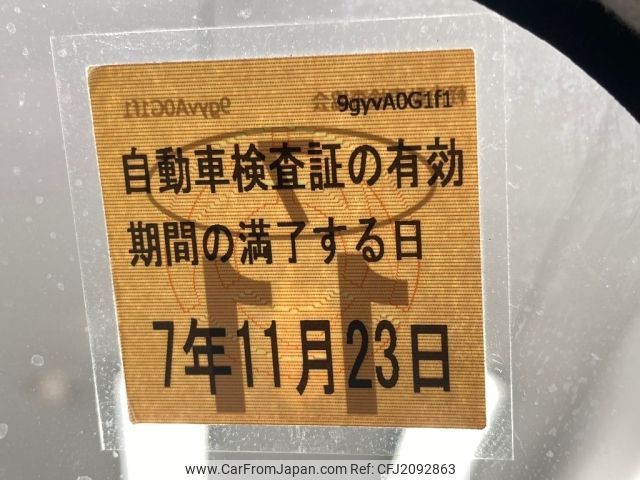 9gyvA0G1f1
自動車検査証の有効
期間の満了する日
7年11月23日
www.CarFromJapan.com | Ref. No CFJ2092863